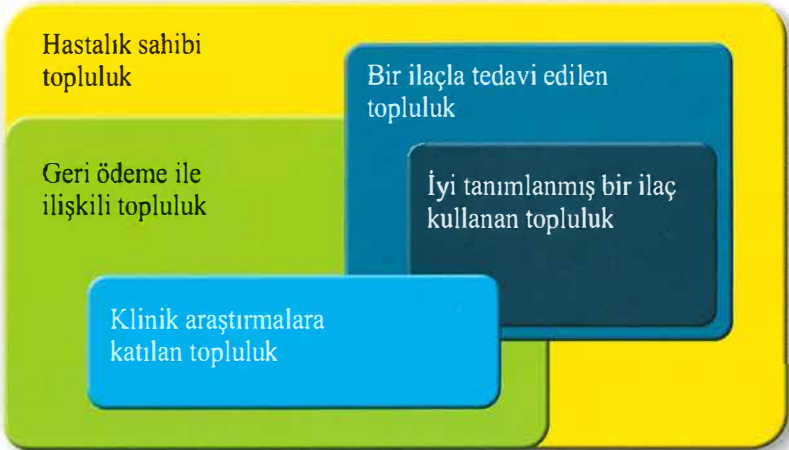 Hastalık sahibi
topluluk
Bir ilaçla tedavi edilen
topluluk
Geri ödeme ile
ilişkili topluluk
İyi tanımlanmış bir ilaç
kullanan topluluk
Klinik araştırmalara
katılan topluluk